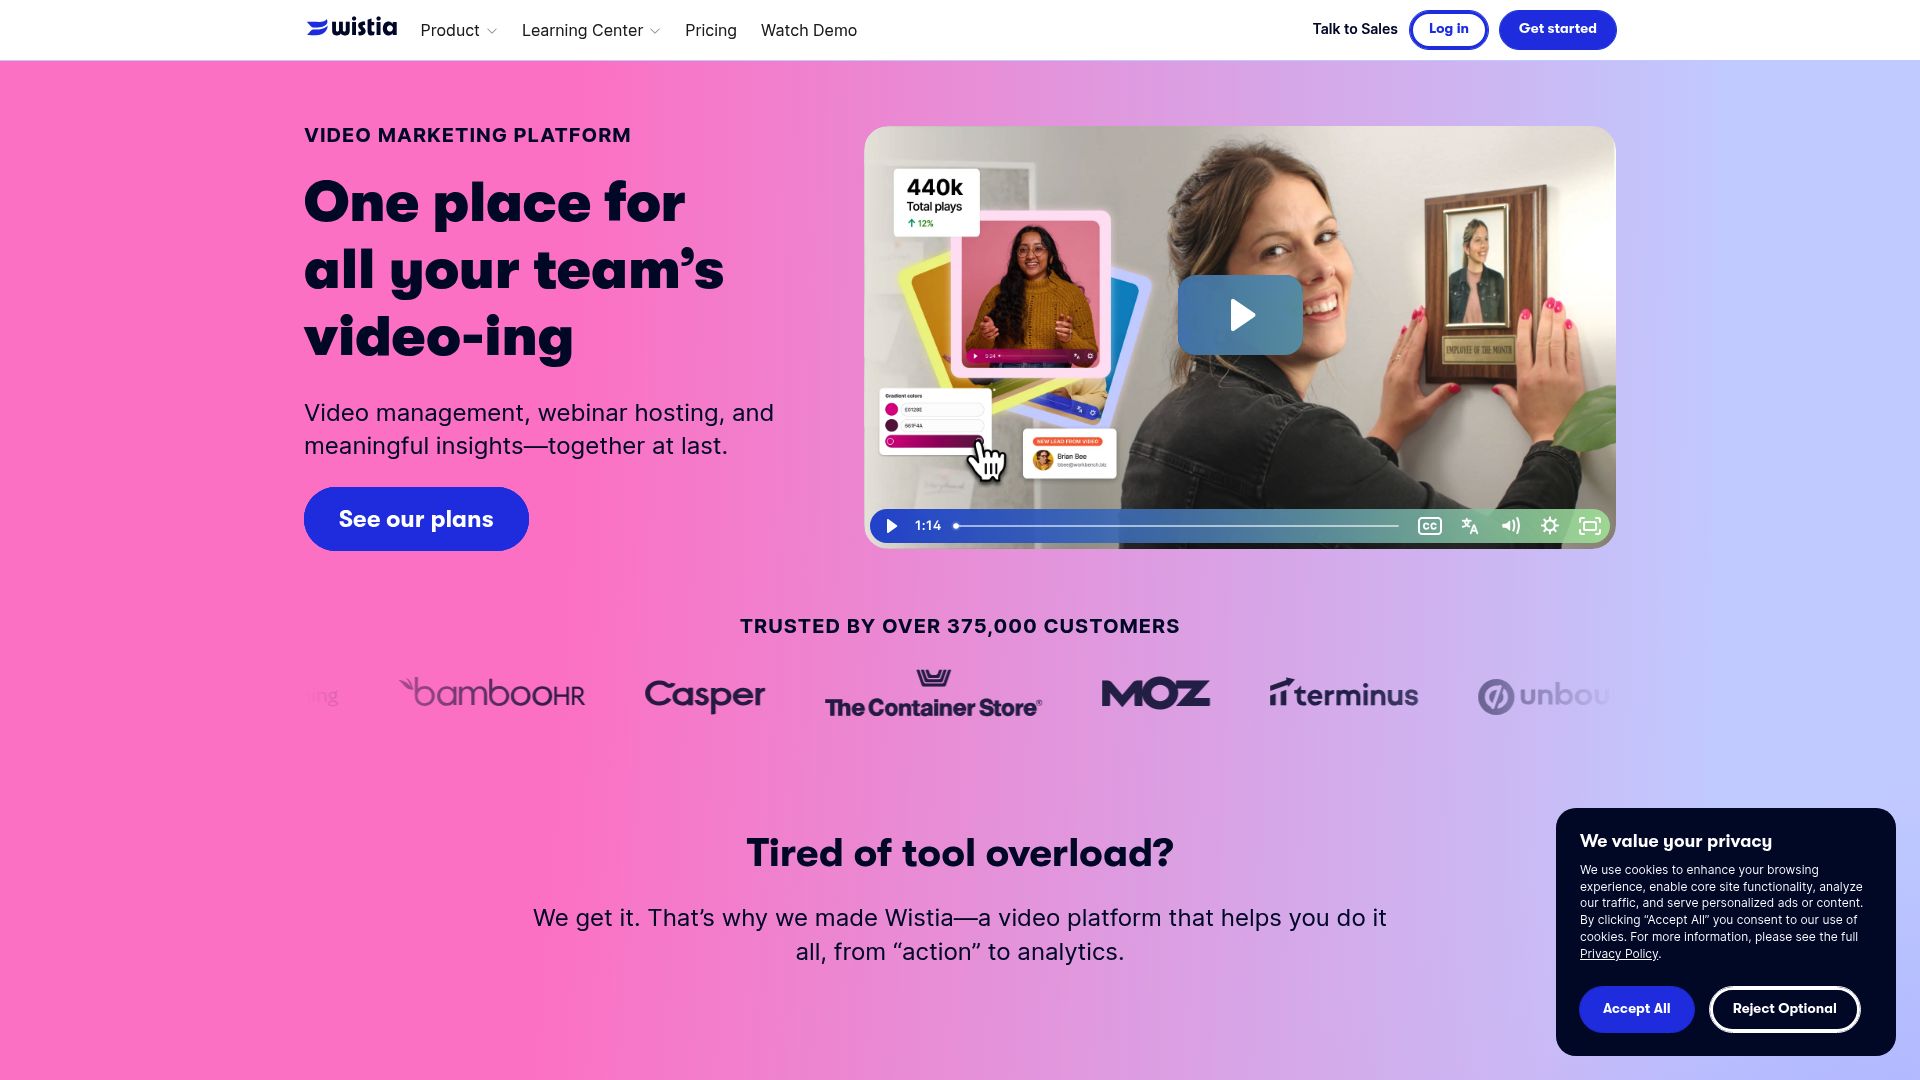 wistia
Product
Learning Center
Pricing
Watch Demo
Talk to Sales
Log in
Get started
VIDEO MARKETING PLATFORM
One place for
all your team’s
video-ing
Video management, webinar hosting, and
meaningful insights—together at last.
See our plans
440k
Total plays
12%
Gradient colors
NEW LEAD FROM VIDEO
Brian Bee
bbee@workbench.biz
EMPLOYEE OF THE MONTH
1:14
CC
TRUSTED BY OVER 375,000 CUSTOMERS
ing
bambooHR
Casper
The Container Store®
MOZ
terminus
unbou
Tired of tool overload?
We get it. That’s why we made Wistia—a video platform that helps you do it
all, from “action” to analytics.
We value your privacy
We use cookies to enhance your browsing
experience, enable core site functionality, analyze
our traffic, and serve personalized ads or content.
By clicking “Accept All” you consent to our use of
cookies. For more information, please see the full
Privacy Policy.
Accept All
Reject Optional